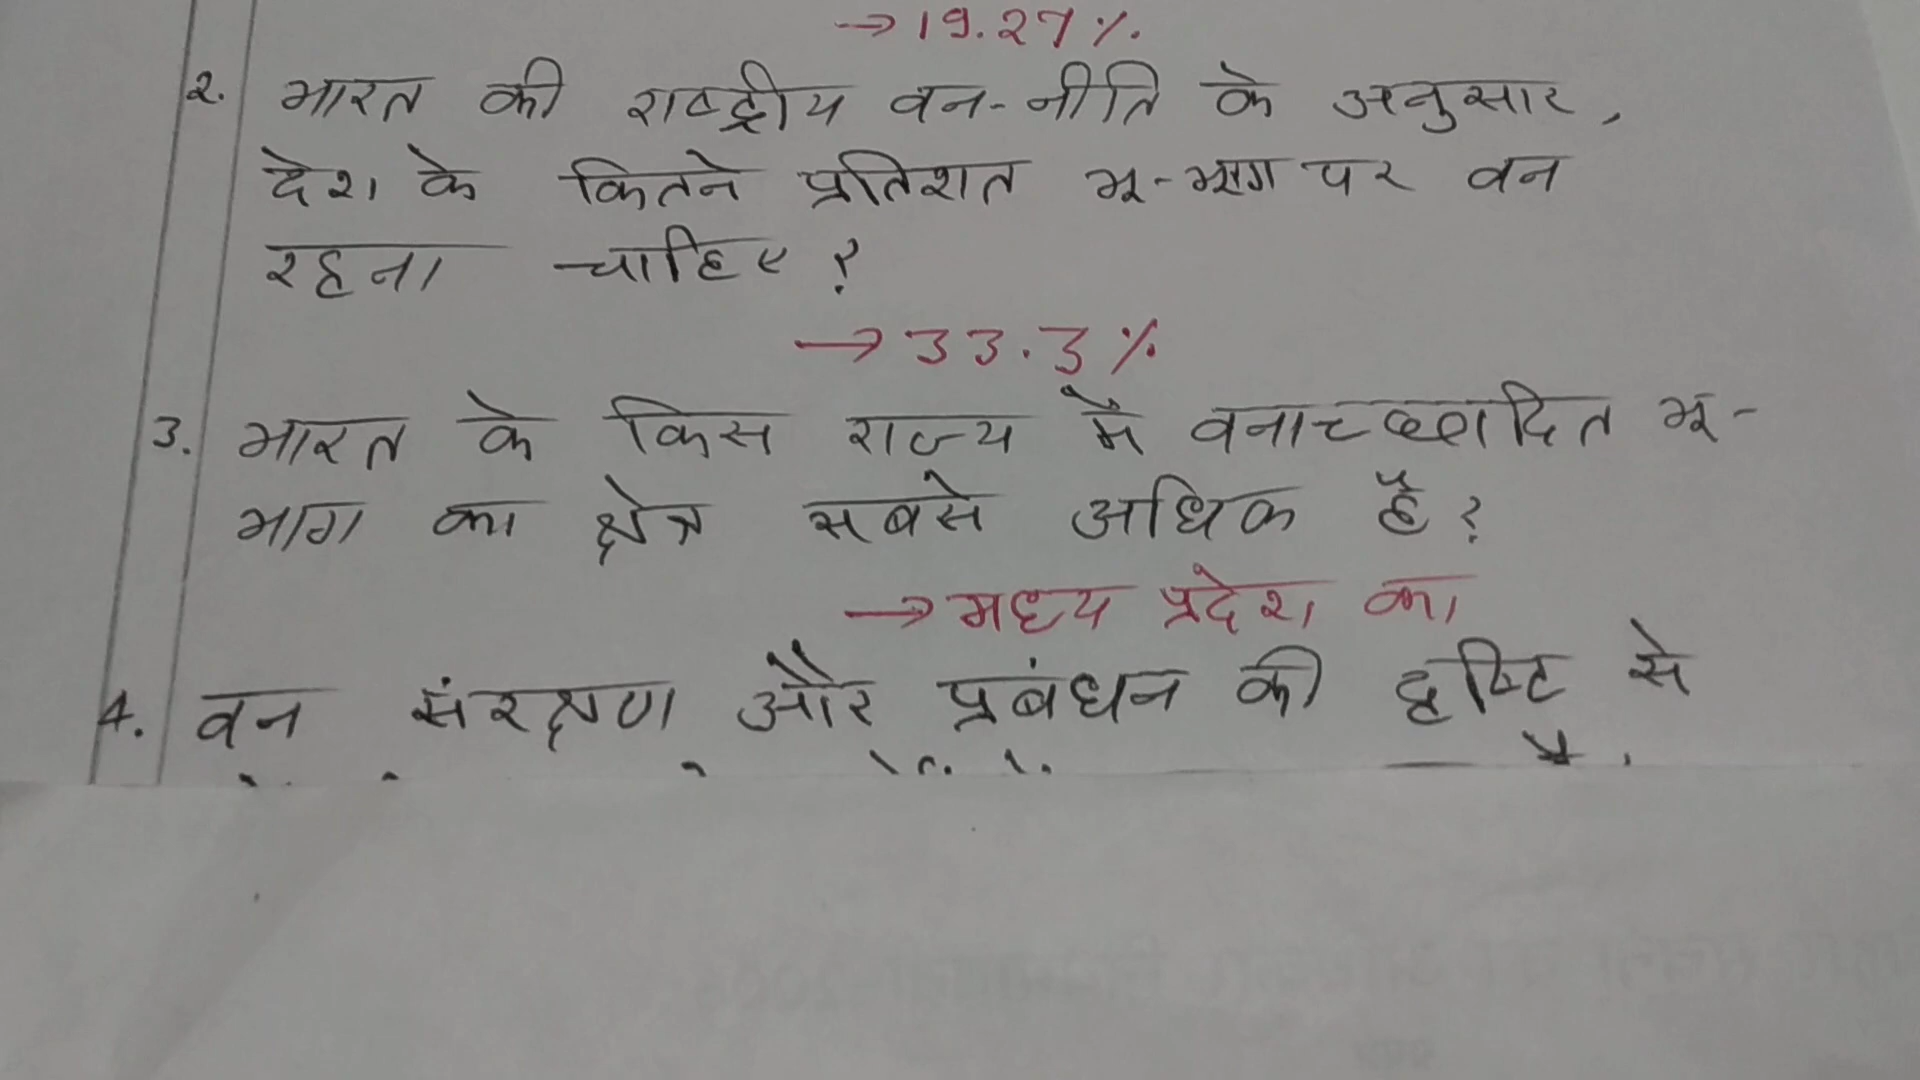 → 19.27%.
2. भारत की राष्ट्रीय वन-नीति के अनुसार,
देश के कितने प्रतिशत भू-भाग पर वन
रहना चाहिए ?
→ 33.3%
3. भारत के किस राज्य में वनाच्छादित भू-
भाग का क्षेत्र सबसे अधिक है ?
→ मध्य प्रदेश का
4. वन संरक्षण और प्रबंधन की दृष्टि से